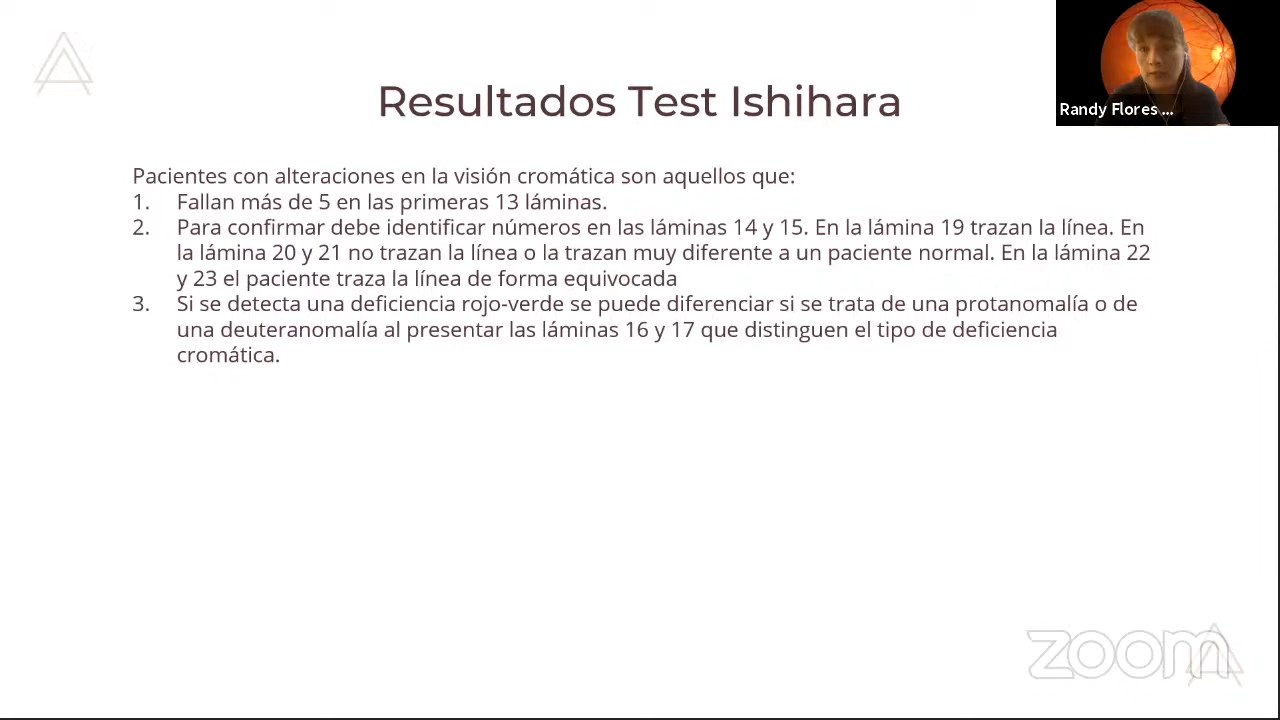 Resultados Test Ishihara
Randy Flores ...
Pacientes con alteraciones en la visión cromática son aquellos que:
1. Fallan más de 5 en las primeras 13 láminas.
2. Para confirmar debe identificar números en las láminas 14 y 15. En la lámina 19 trazan la línea. En
la lámina 20 y 21 no trazan la línea o la trazan muy diferente a un paciente normal. En la lámina 22
y 23 el paciente traza la línea de forma equivocada
3. Si se detecta una deficiencia rojo-verde se puede diferenciar si se trata de una protanomalía o de
una deuteranomalía al presentar las láminas 16 y 17 que distinguen el tipo de deficiencia
cromática.
zoom